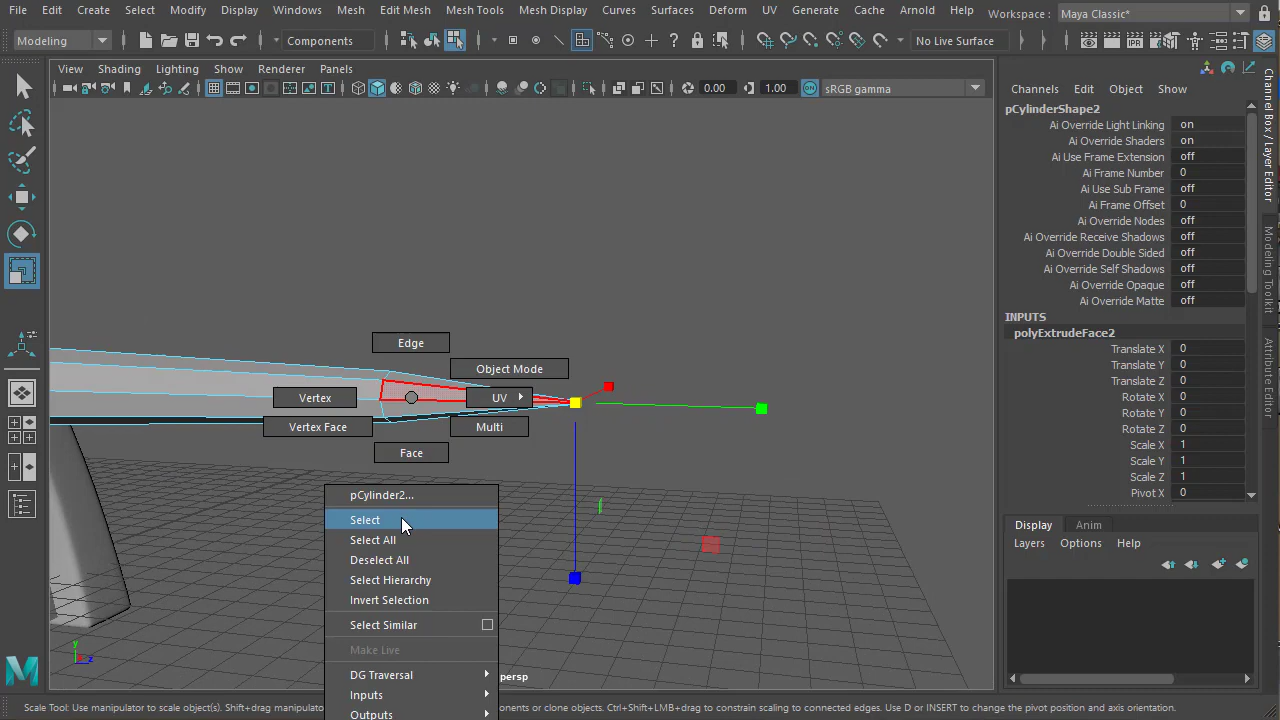 File Edit Create Select Modify Display Windows Mesh Edit Mesh Mesh Tools Mesh Display Curves Surfaces Deform UV Generate Cache Arnold Help Workspace : Maya Classic*
Modeling Components No Live Surface IPR
View Shading Lighting Show Renderer Panels
0.00 1.00 ON sRGB gamma
Channels Edit Object Show
pCylinderShape2
Ai Override Light Linking on
Ai Override Shaders on
Ai Use Frame Extension off
Ai Frame Number 0
Ai Use Sub Frame off
Ai Frame Offset 0
Ai Override Nodes off
Ai Override Receive Shadows off
Ai Override Double Sided off
Ai Override Self Shadows off
Ai Override Opaque off
Ai Override Matte off
INPUTS
polyExtrudeFace2
Translate X 0
Translate Y 0
Translate Z 0
Rotate X 0
Rotate Y 0
Rotate Z 0
Scale X 1
Scale Y 1
Scale Z 1
Pivot X 0
Display Anim
Layers Options Help
Channel Box / Layer Editor
Modeling Toolkit
Attribute Editor
Edge
Object Mode
Vertex UV
Vertex Face Multi
Face
pCylinder2...
Select
Select All
Deselect All
Select Hierarchy
Invert Selection
Select Similar
Make Live
DG Traversal
Inputs
Outputs
persp
y
z
Scale Tool: Use manipulator to scale object(s). Shift+drag manipulator
onents or clone objects. Ctrl+Shift+LMB+drag to constrain scaling to connected edges. Use D or INSERT to change the pivot position and axis orientation.